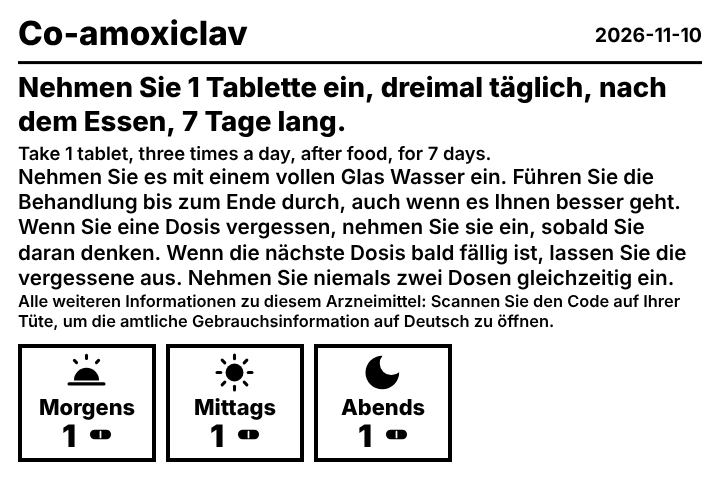 Co-amoxiclav
2026-11-10
Nehmen Sie 1 Tablette ein, dreimal täglich, nach
dem Essen, 7 Tage lang.
Take 1 tablet, three times a day, after food, for 7 days.
Nehmen Sie es mit einem vollen Glas Wasser ein. Führen Sie die
Behandlung bis zum Ende durch, auch wenn es Ihnen besser geht.
Wenn Sie eine Dosis vergessen, nehmen Sie sie ein, sobald Sie
daran denken. Wenn die nächste Dosis bald fällig ist, lassen Sie die
vergessene aus. Nehmen Sie niemals zwei Dosen gleichzeitig ein.
Alle weiteren Informationen zu diesem Arzneimittel: Scannen Sie den Code auf Ihrer
Tüte, um die amtliche Gebrauchsinformation auf Deutsch zu öffnen.
Morgens
1
Mittags
1
Abends
1